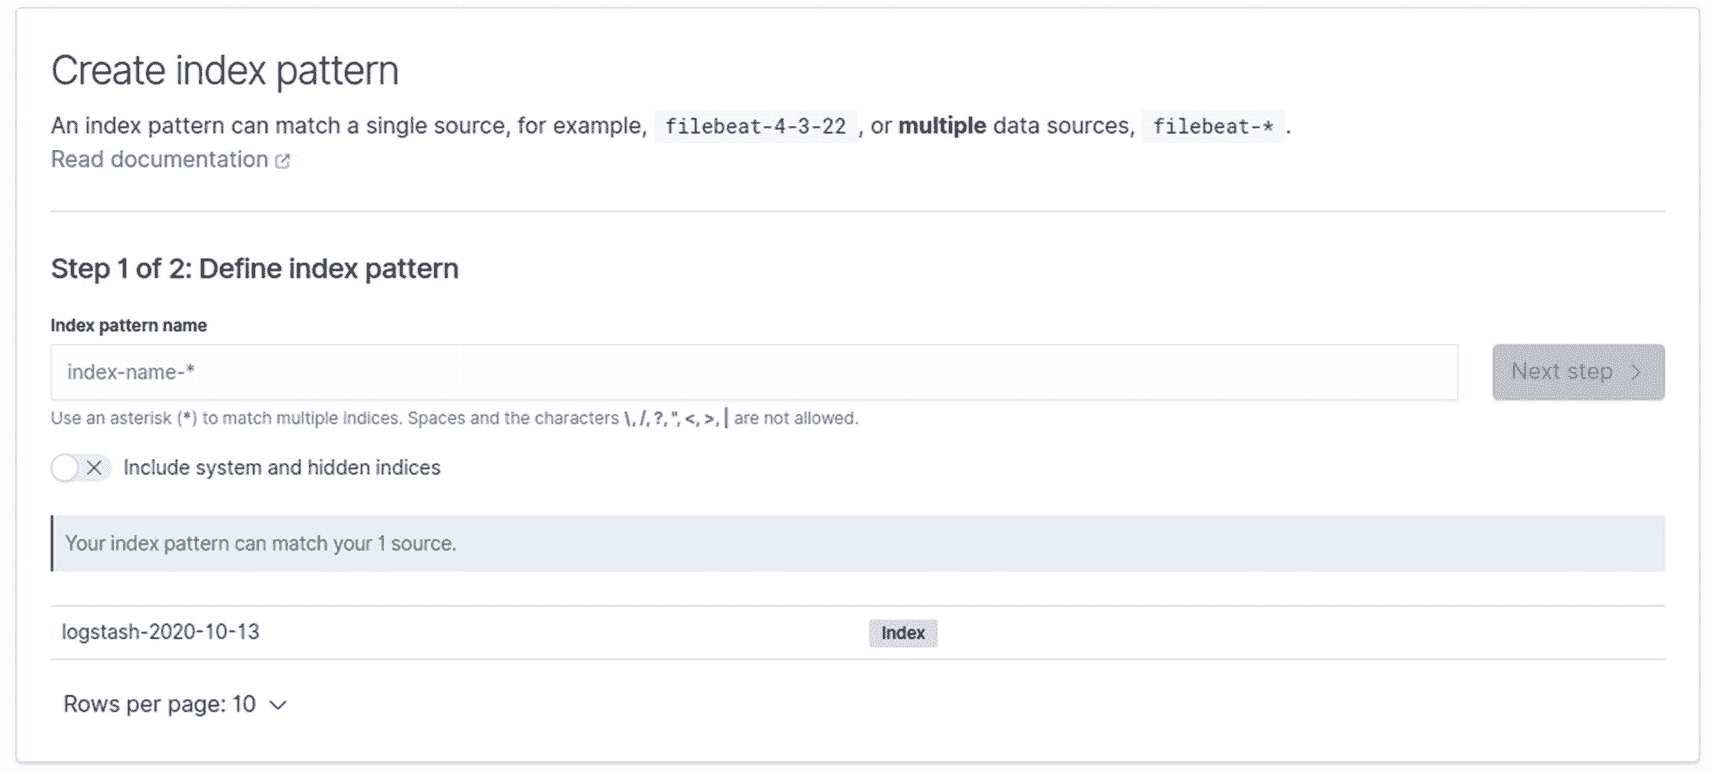 Create index pattern
An index pattern can match a single source, for example, filebeat-4-3-22 , or multiple data sources, filebeat-* .
Read documentation
Step 1 of 2: Define index pattern
Index pattern name
index-name-*
Next step
Use an asterisk (*) to match multiple indices. Spaces and the characters \, /, ?, ", <, >, | are not allowed.
Include system and hidden indices
Your index pattern can match your 1 source.
logstash-2020-10-13 Index
Rows per page: 10